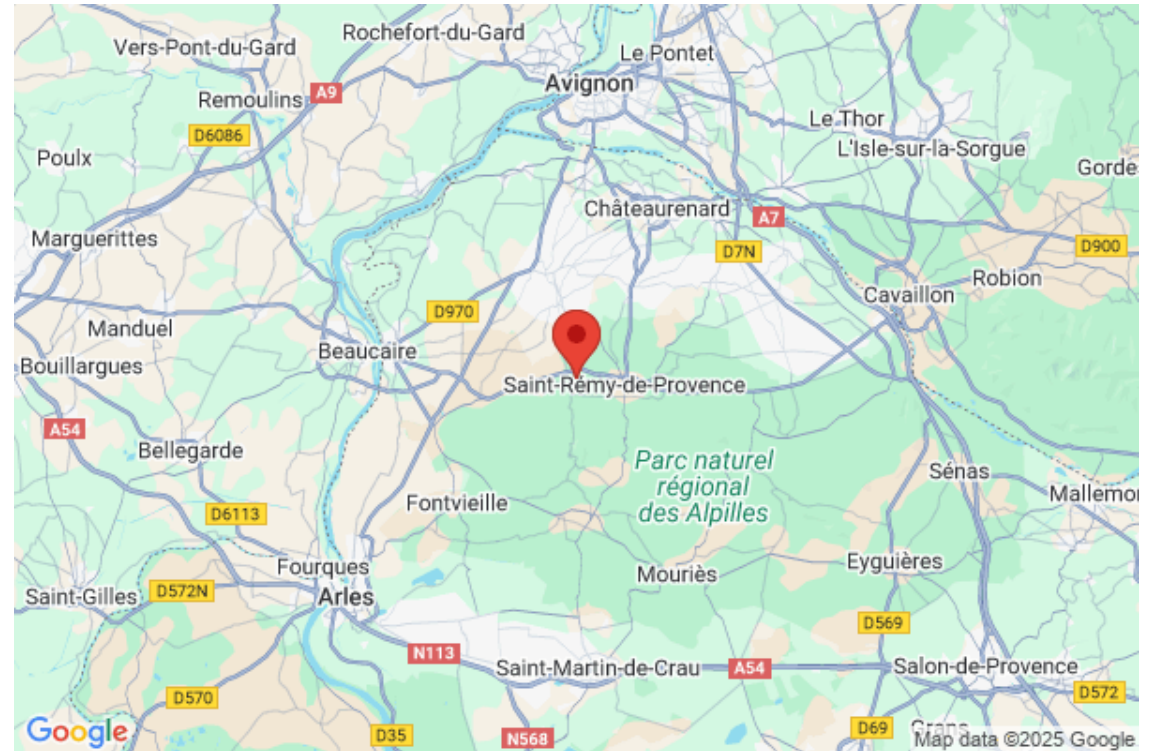 Rochefort-du-Gard
Vers-Pont-du-Gard
Le Pontet
Avignon
Remoulins
A9
Le Thor
D6086
L'Isle-sur-la-Sorgue
Poulx
Gorde
Châteaurenard
A7
Marguerittes
D7N
D900
Robion
Cavaillon
D970
Manduel
Beaucaire
Bouillargues
Saint-Rémy-de-Provence
A54
Bellegarde
Parc naturel
régional
des Alpilles
Sénas
Fontvieille
Mallemor
D6113
Eyguières
Fourques
Mouriès
Saint-Gilles
D572N
Arles
D569
N113
Saint-Martin-de-Crau
A54
Salon-de-Provence
D570
D572
Google
D35
N568
D69
Grans
Map data ©2025 Google